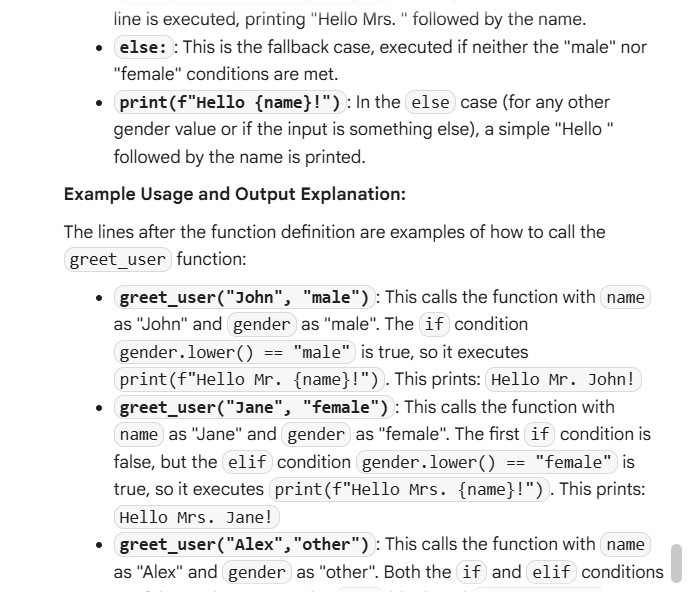 line is executed, printing "Hello Mrs. " followed by the name.
• else: : This is the fallback case, executed if neither the "male" nor
"female" conditions are met.
• print(f"Hello {name}!") : In the else case (for any other
gender value or if the input is something else), a simple "Hello "
followed by the name is printed.
Example Usage and Output Explanation:
The lines after the function definition are examples of how to call the
greet_user function:
• greet_user("John", "male") : This calls the function with name
as "John" and gender as "male". The if condition
gender.lower() == "male" is true, so it executes
print(f"Hello Mr. {name}!") . This prints: Hello Mr. John!
• greet_user("Jane", "female") : This calls the function with
name as "Jane" and gender as "female". The first if condition is
false, but the elif condition gender.lower() == "female" is
true, so it executes print(f"Hello Mrs. {name}!") . This prints:
Hello Mrs. Jane!
• greet_user("Alex","other") : This calls the function with name
as "Alex" and gender as "other". Both the if and elif conditions